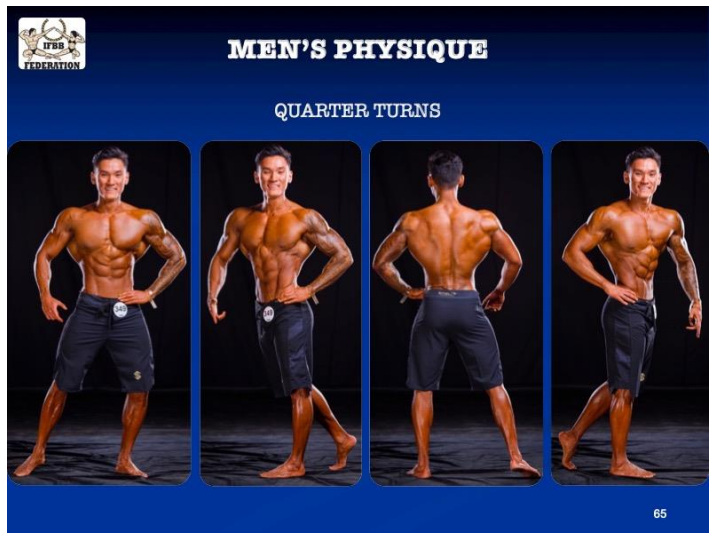 IFBB
FEDERATION
MEN'S PHYSIQUE
QUARTER TURNS
349
349
65